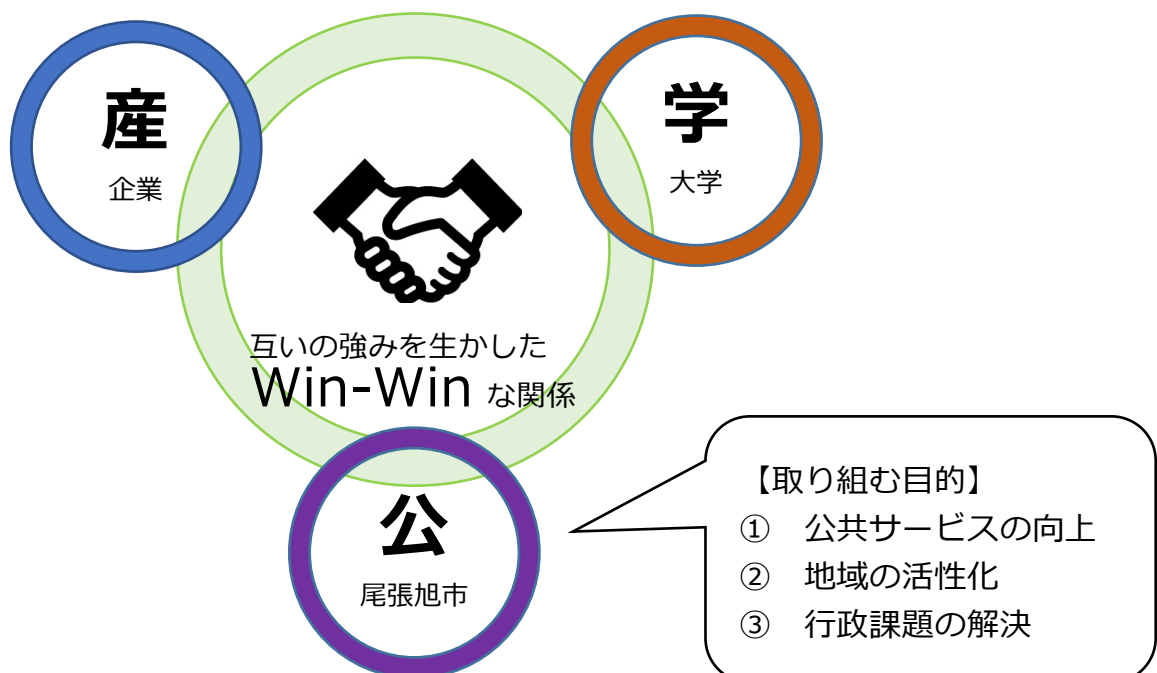 産
企業
学
大学
互いの強みを生かした
Win-Win な関係
公
尾張旭市
【取り組む目的】
① 公共サービスの向上
② 地域の活性化
③ 行政課題の解決